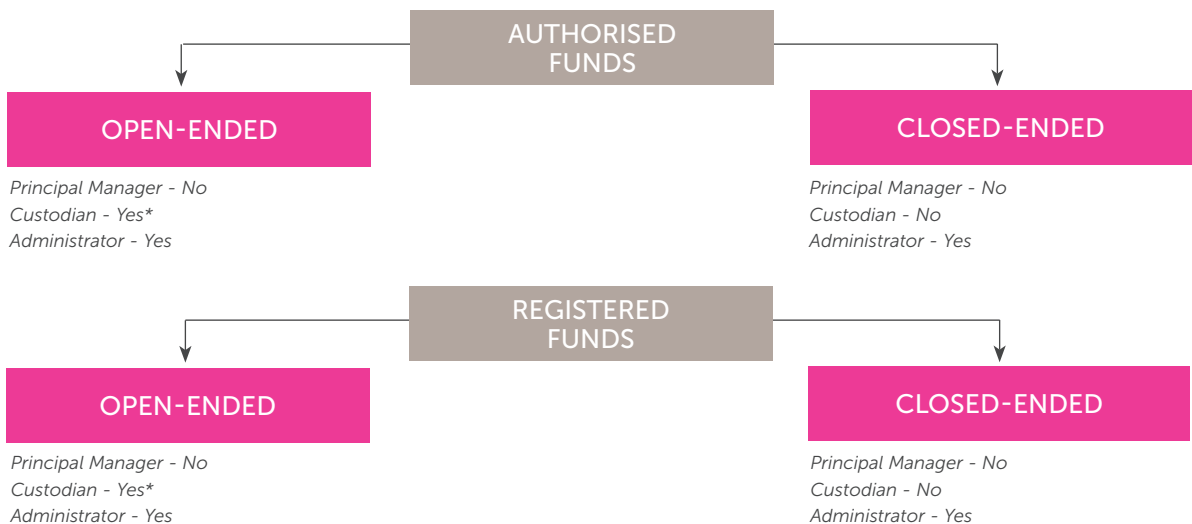 AUTHORISED
FUNDS
OPEN-ENDED
CLOSED-ENDED
Principal Manager - No
Custodian - Yes*
Administrator - Yes
Principal Manager - No
Custodian - No
Administrator - Yes
REGISTERED
FUNDS
OPEN-ENDED
CLOSED-ENDED
Principal Manager - No
Custodian - Yes*
Administrator - Yes
Principal Manager - No
Custodian - No
Administrator - Yes